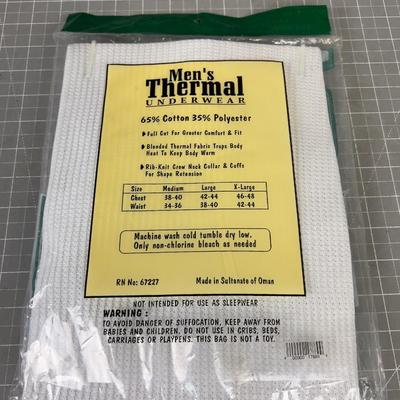 Men's
Thermal
UNDERWEAR
65% Cotton 35% Polyester
Full Cut For Greater Comfort & Fit
Blended Thermal Fabric Traps Body
Heat To Keep Body Warm
Rib-Knit Crew Neck Collar & Cuffs
For Shape Retension
Size Medium Large X-Large
Chest 38-40 42-44 46-48
Waist 34-36 38-40 42-44
Machine wash cold tumble dry low.
Only non-chlorine bleach as needed
RN No: 67227 Made in Sultanate of Oman
NOT INTENDED FOR USE AS SLEEPWEAR
WARNING :
TO AVOID DANGER OF SUFFOCATION, KEEP AWAY FROM
BABIES AND CHILDREN. DO NOT USE IN CRIBS, BEDS,
CARRIAGES OR PLAYPENS. THIS BAG IS NOT A TOY.